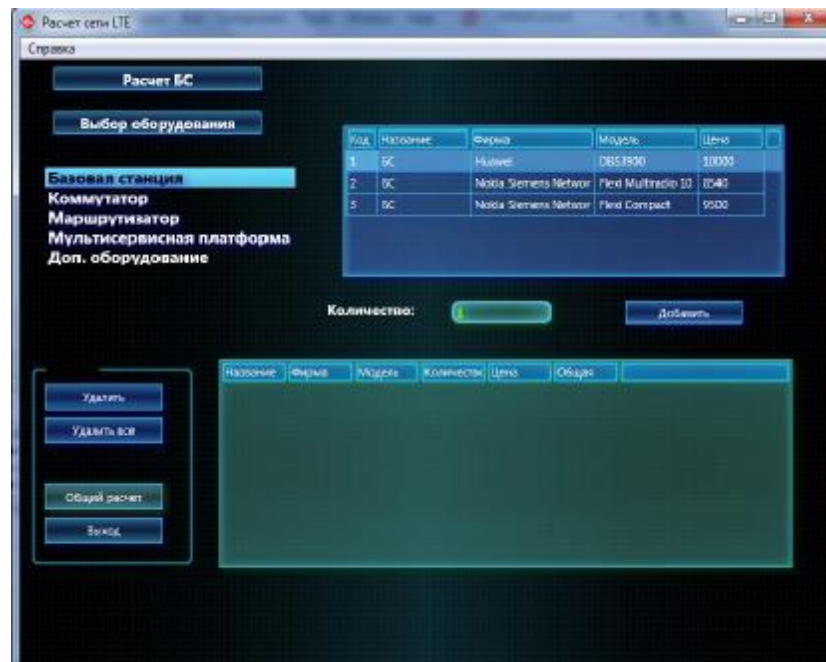 Расчет сети LTE
Справка
Расчет БС
Выбор оборудования
Код Название Фирма Модель Цена
1 БС Huawei DBS3900 10000
2 БС Nokia Siemens Networ Flexi Multiradio 10 8540
3 БС Nokia Siemens Networ Flexi Compact 9500
Базовая станция
Коммутатор
Маршрутизатор
Мультисервисная платформа
Доп. оборудование
Количество: 1 Добавить
Название Фирма Модель Количеств Цена Общая
Удалить
Удалить все
Общий расчет
Выход